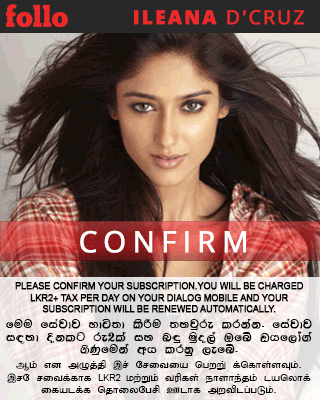 follo
ILEANA D'CRUZ
CONFIRM
PLEASE CONFIRM YOUR SUBSCRIPTION.YOU WILL BE CHARGED
LKR2+ TAX PER DAY ON YOUR DIALOG MOBILE AND YOUR
SUBSCRIPTION WILL BE RENEWED AUTOMATICALLY.
මෙම සේවාව භාවිතා කිරීම තහවුරු කරන්න. සේවාව
සඳහා දිනකට රු2ක් සහ බදු මුදල් ඔබේ ඩයලොග්
ගිණුමෙන් අය කරනු ලැබේ.
ஆம் என அழுத்தி இச் சேவையை பெற்று க்கொள்ளவும்.
இச்சே சவைக்காக LKR2 மற்றும் வரிகள் நாளாந்தம் டயலொக்
கையடக்க தொலைபேசி ஊடாக அறவிடப்படும்.